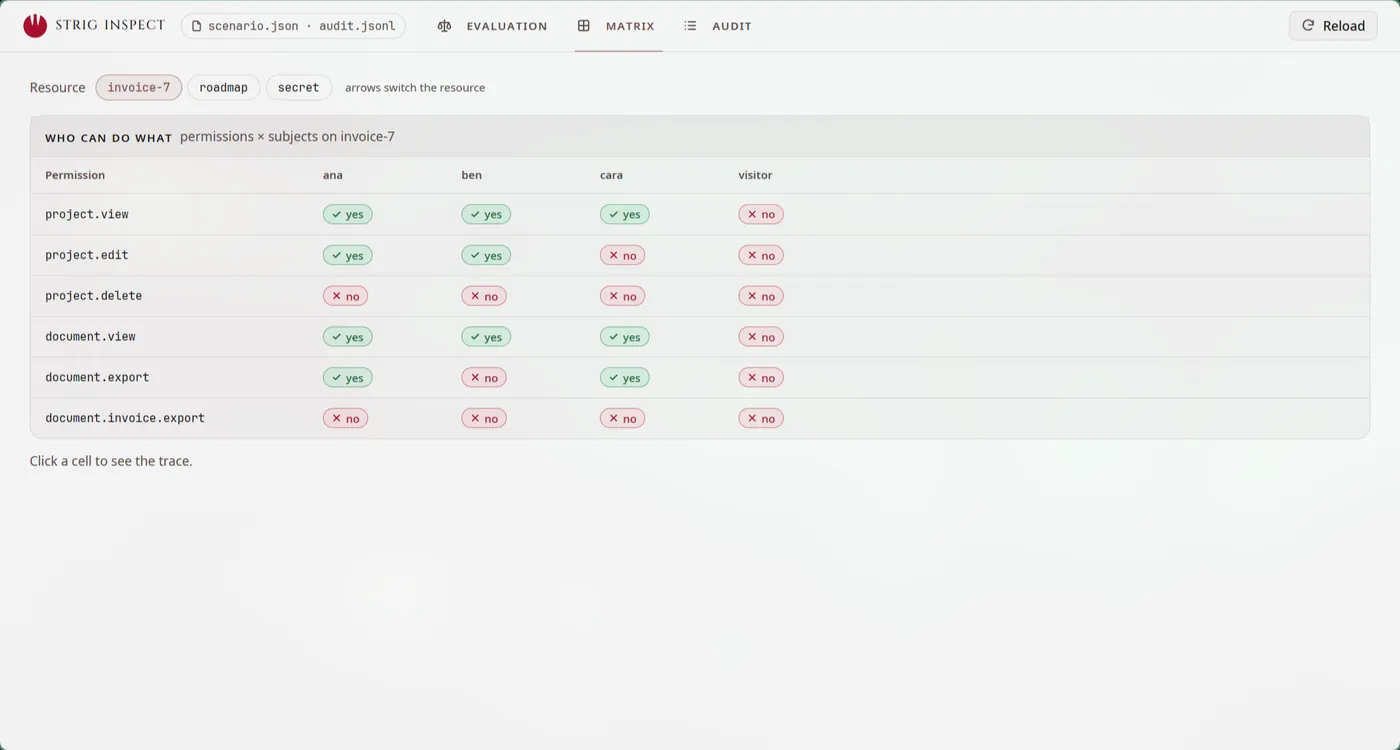 STRIG INSPECT scenario.json · audit.jsonl EVALUATION MATRIX AUDIT Reload
Resource invoice-7 roadmap secret arrows switch the resource
WHO CAN DO WHAT permissions × subjects on invoice-7
Permission ana ben cara visitor
project.view yes yes yes no
project.edit yes yes no no
project.delete no no no no
document.view yes yes yes no
document.export yes no yes no
document.invoice.export no no no no
Click a cell to see the trace.